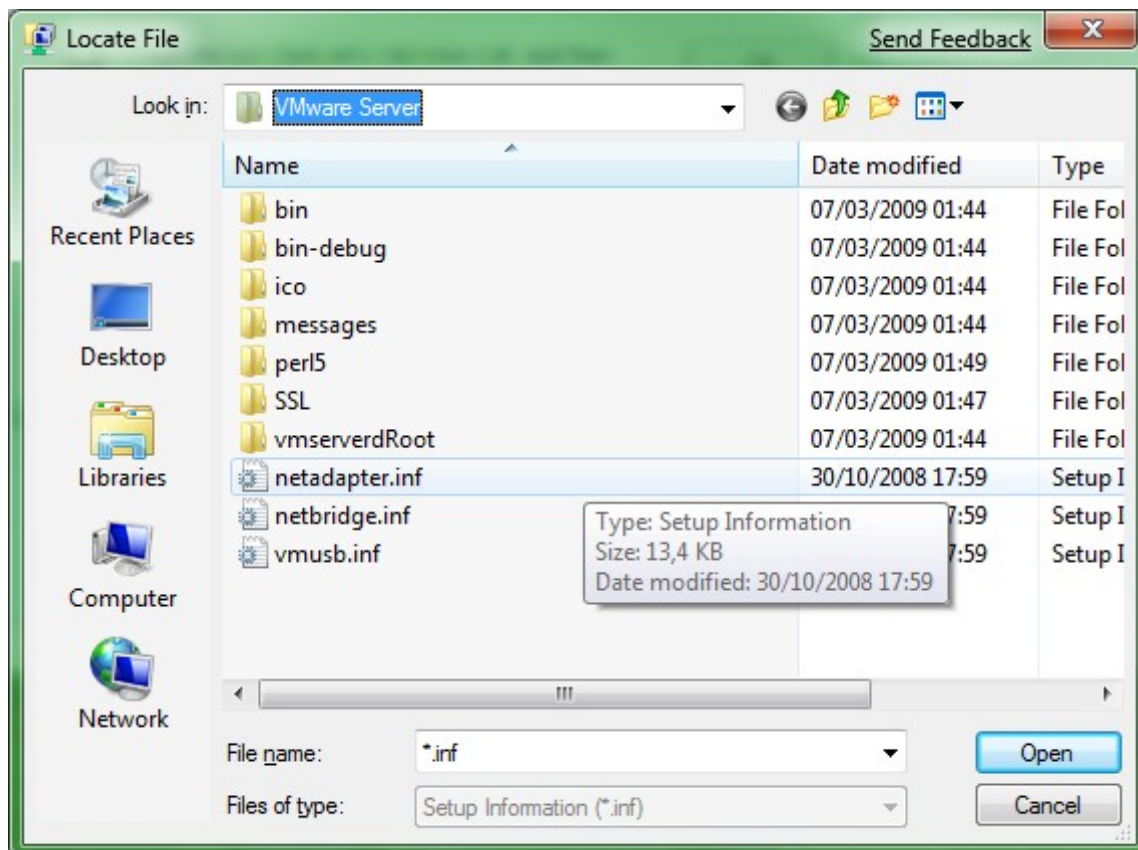 Locate File
Send Feedback
X
Look in:
VMware Server
Name
Date modified
Type
bin
07/03/2009 01:44
File Fol
bin-debug
07/03/2009 01:44
File Fol
ico
07/03/2009 01:44
File Fol
messages
07/03/2009 01:44
File Fol
perl5
07/03/2009 01:49
File Fol
SSL
07/03/2009 01:47
File Fol
vmserverdRoot
07/03/2009 01:44
File Fol
netadapter.inf
30/10/2008 17:59
Setup I
netbridge.inf
7:59
Setup I
vmusb.inf
7:59
Setup I
Type: Setup Information
Size: 13,4 KB
Date modified: 30/10/2008 17:59
Recent Places
Desktop
Libraries
Computer
Network
File name:
*.inf
Open
Files of type:
Setup Information (*.inf)
Cancel